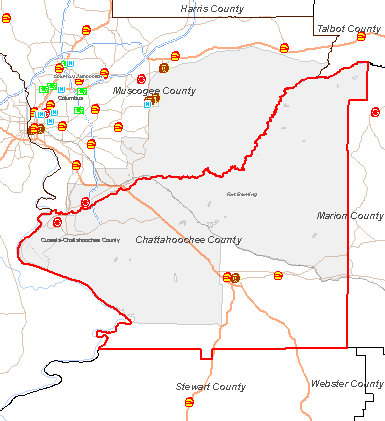 Harris County
Talbot County
Columbus
Muscogee County
Fort Benning
Marion County
Cusseta-Chattahoochee County
Chattahoochee County
Stewart County
Webster County